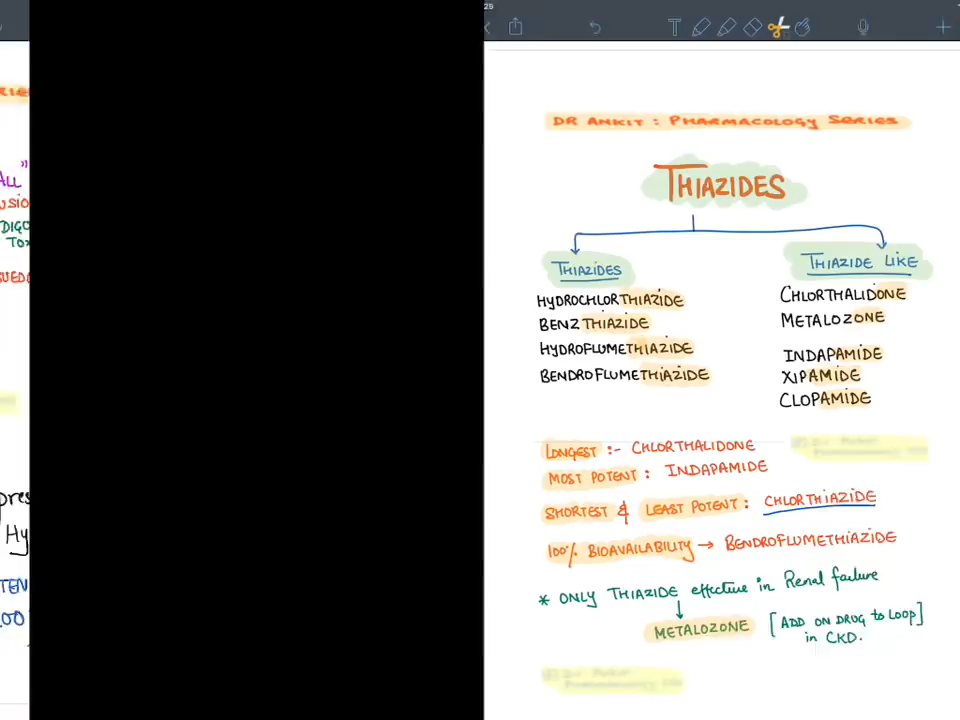 29
DR ANKIT : PHARMACOLOGY SERIES
THIAZIDES
THIAZIDES
HYDROCHLORTHIAZIDE
BENZTHIAZIDE
HYDROFLUMETHIAZIDE
BENDROFLUMETHIAZIDE
THIAZIDE LIKE
CHLORTHALIDONE
METALOZONE
INDAPAMIDE
XIPAMIDE
CLOPAMIDE
LONGEST :- CHLORTHALIDONE
MOST POTENT : INDAPAMIDE
SHORTEST & LEAST POTENT : CHLORTHIAZIDE
100% BIOAVAILABILITY → BENDROFLUMETHIAZIDE
* ONLY THIAZIDE effective in Renal failure
↓
METALOZONE [ADD ON DRUG to LOOP]
in CKD.